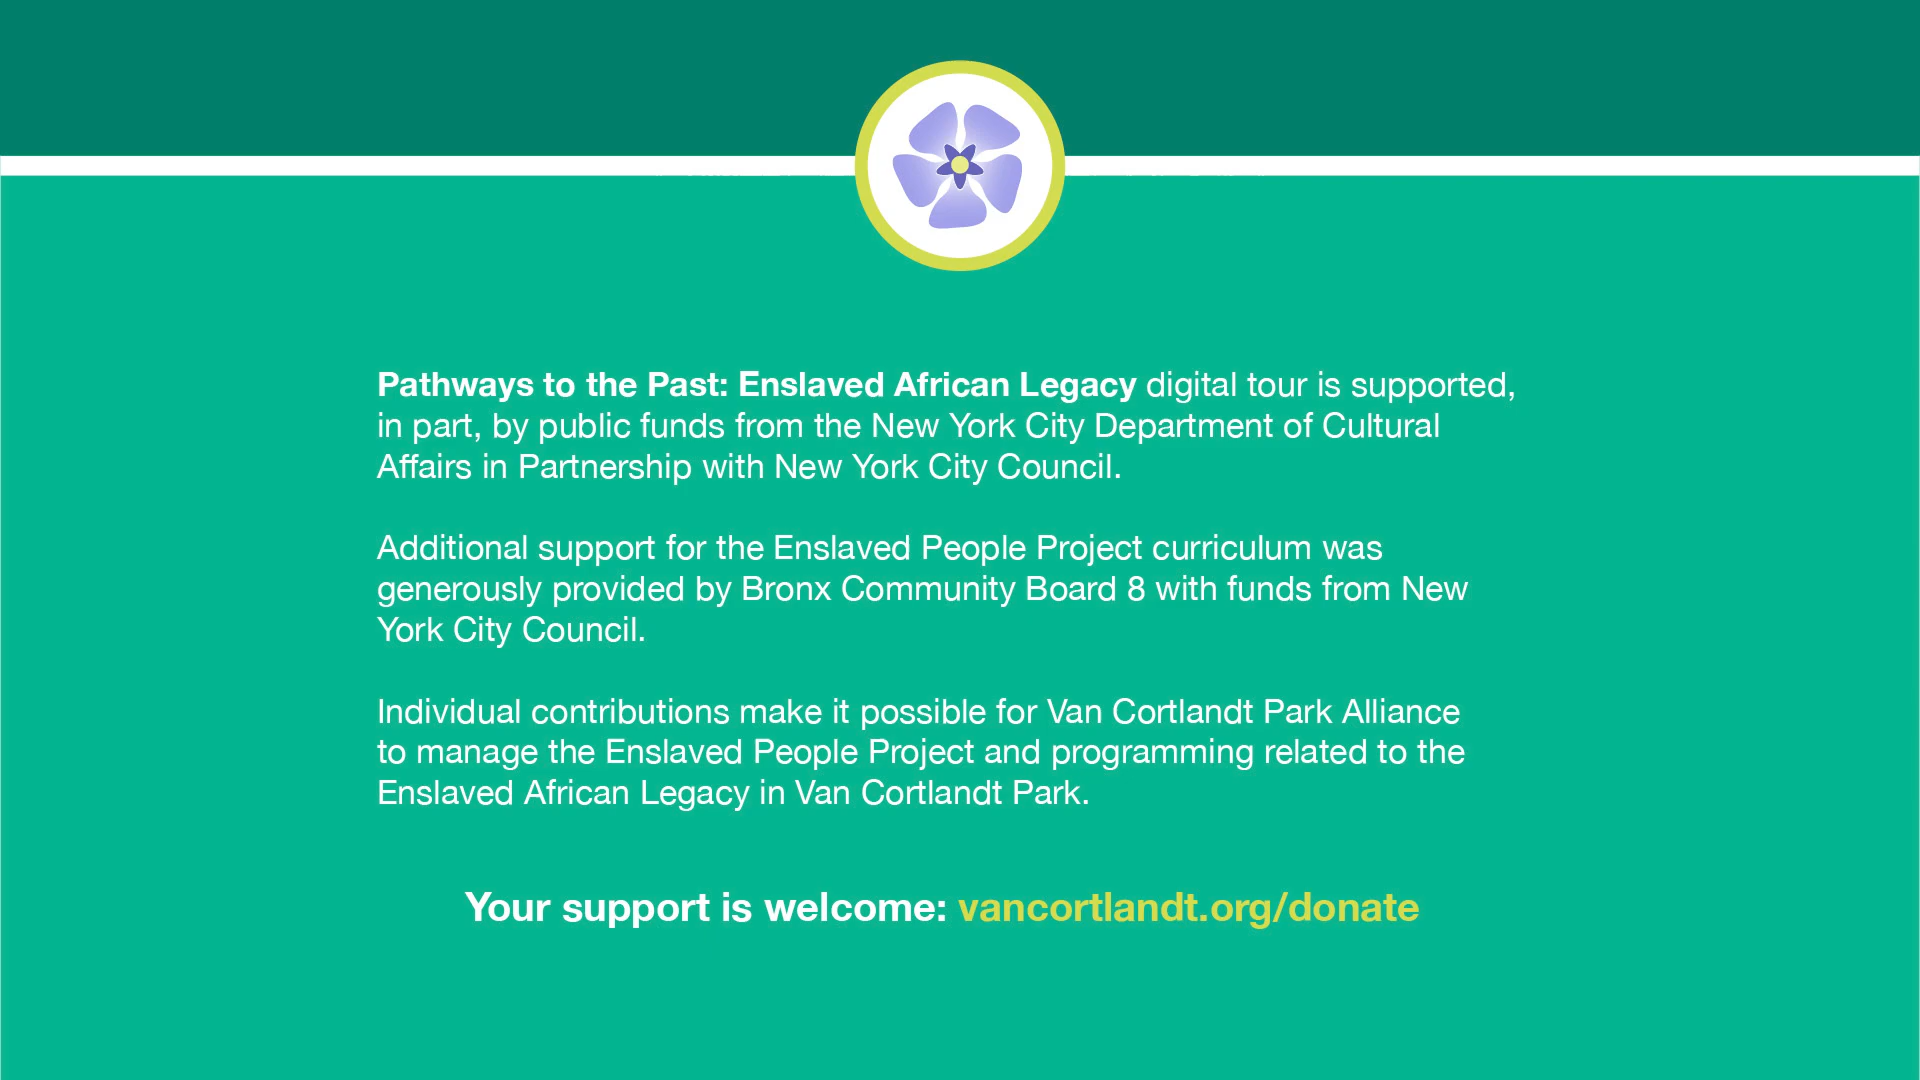 Pathways to the Past: Enslaved African Legacy digital tour is supported,
in part, by public funds from the New York City Department of Cultural
Affairs in Partnership with New York City Council.
Additional support for the Enslaved People Project curriculum was
generously provided by Bronx Community Board 8 with funds from New
York City Council.
Individual contributions make it possible for Van Cortlandt Park Alliance
to manage the Enslaved People Project and programming related to the
Enslaved African Legacy in Van Cortlandt Park.
Your support is welcome: vancortlandt.org/donate